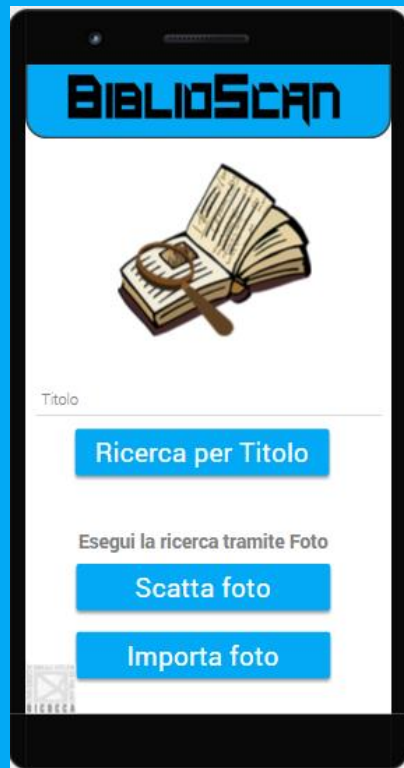 BiblioScan
Titolo
Ricerca per Titolo
Esegui la ricerca tramite Foto
Scatta foto
Importa foto
BICOCCA